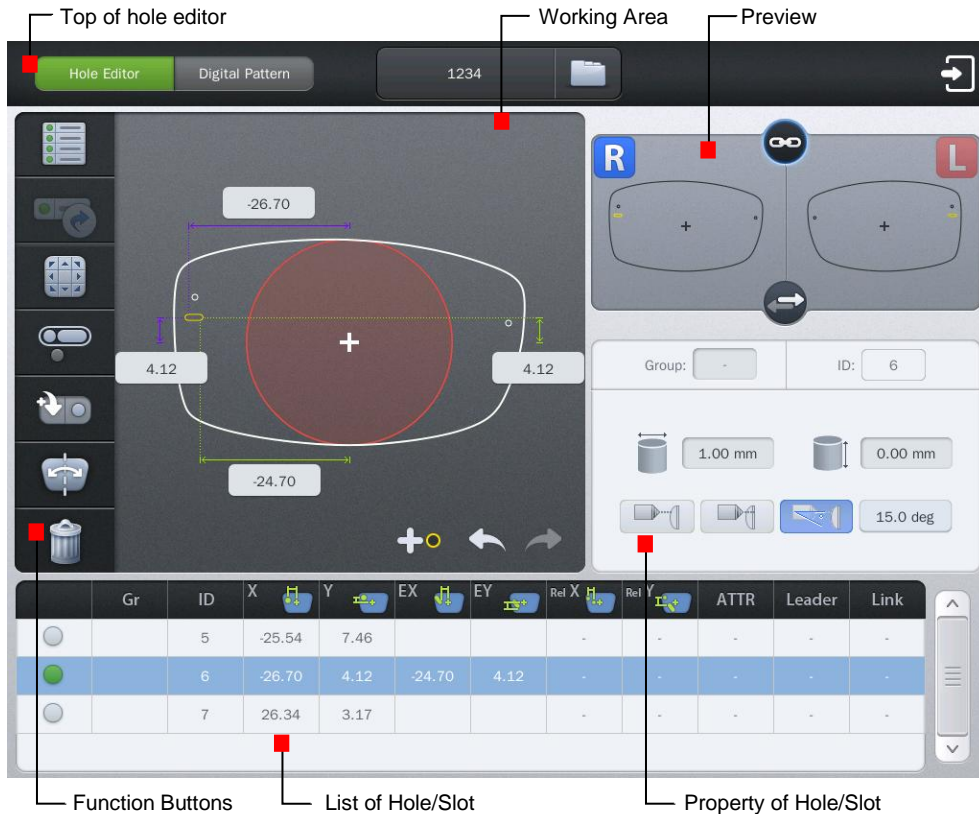 Top of hole editor
Working Area
Preview
Hole Editor
Digital Pattern
1234
R
L
-26.70
4.12
4.12
-24.70
Group: -
ID: 6
1.00 mm
0.00 mm
15.0 deg
Gr ID X Y EX EY Rel X Rel Y ATTR Leader Link
5 -25.54 7.46 - - - - -
6 -26.70 4.12 -24.70 4.12 - - - - -
7 26.34 3.17 - - - - -
Function Buttons
List of Hole/Slot
Property of Hole/Slot